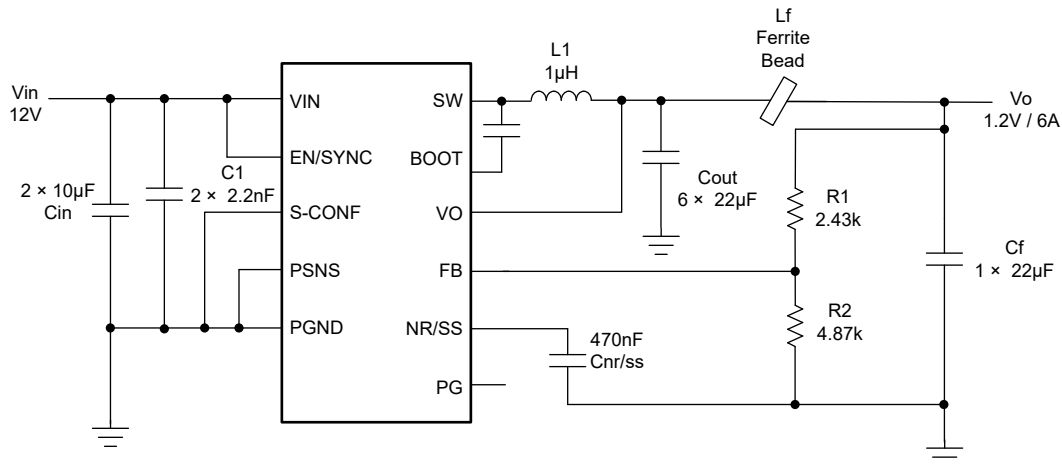 Lf
Ferrite
Bead
L1
1µH
Vin
12V
VIN
SW
Vo
1.2V / 6A
EN/SYNC
BOOT
C1
2 × 2.2nF
2 × 10µF
Cin
S-CONF
VO
Cout
6 × 22µF
R1
2.43k
PSNS
FB
Cf
1 × 22µF
PGND
NR/SS
470nF
Cnr/ss
R2
4.87k
PG